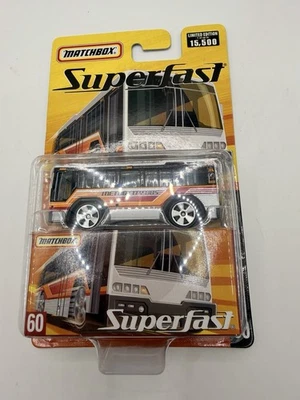 MATCHBOX
LIMITED EDITION
15,500
Superfast
MATCHBOX
60
Superfast